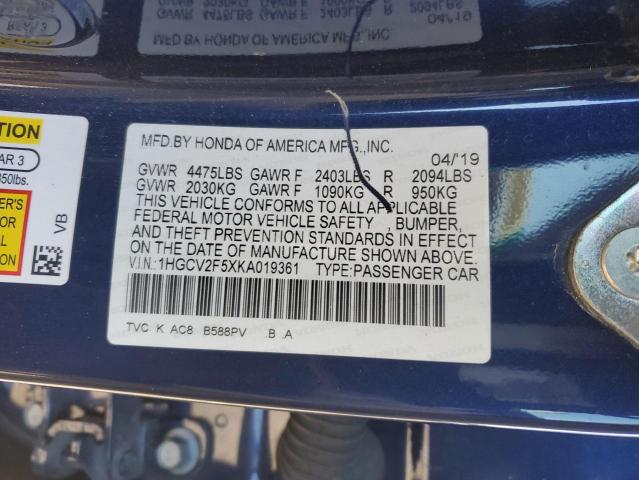 TION
AR 3
350lbs.
ER'S
VB
MFD.BY HONDA OF AMERICA MFG.,INC.
04/'19
GVWR 4475LBS GAWR F 2403LBS R 2094LBS
GVWR 2030KG GAWR F 1090KG R 950KG
THIS VEHICLE CONFORMS TO ALL APPLICABLE
FEDERAL MOTOR VEHICLE SAFETY , BUMPER,
AND THEFT PREVENTION STANDARDS IN EFFECT
ON THE DATE OF MANUFACTURE SHOWN ABOVE.
V.I.N.:1HGCV2F5XKA019361 TYPE:PASSENGER CAR
TVC K AC8 B588PV .B .A